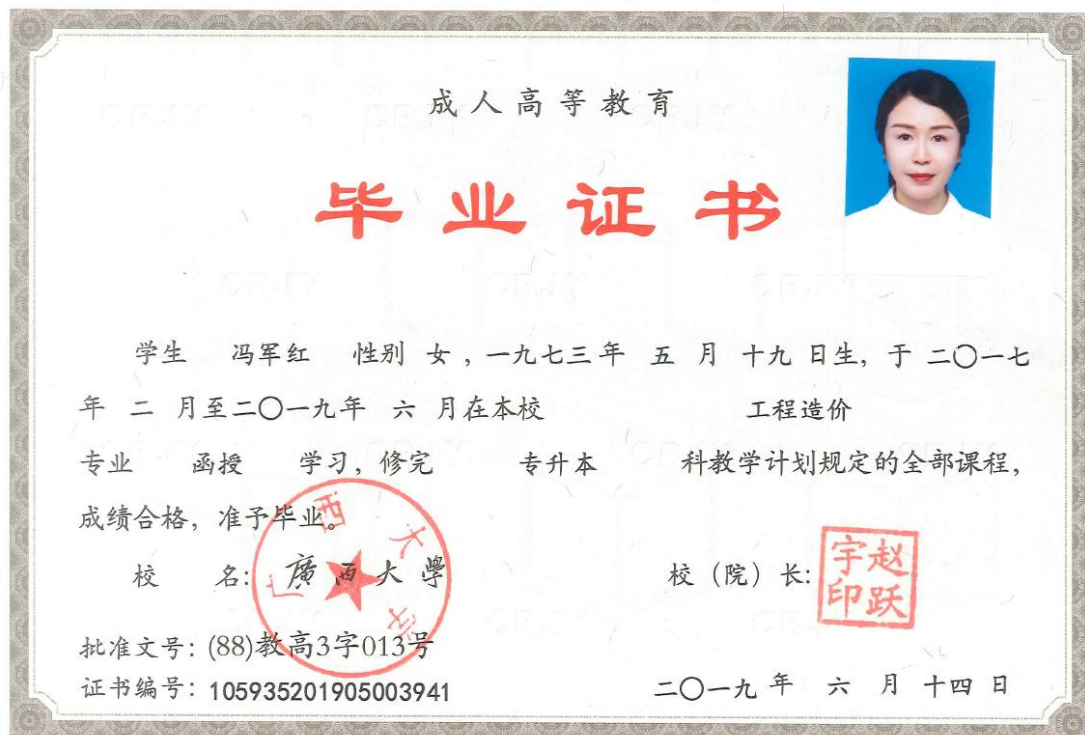 成人高等教育
毕业证书
学生 冯军红 性别 女，一九七三年 五 月 十九 日生，于 二〇一七
年 二 月至二〇一九年 六 月在本校 工程造价
专业 函授 学习，修完 专升本 科教学计划规定的全部课程，
成绩合格，准予毕业。
校 名：廣西大學
广西大学
校（院）长：
赵跃宇印
批准文号：(88)教高3字013号
证书编号：105935201905003941
二〇一九年 六 月 十四 日